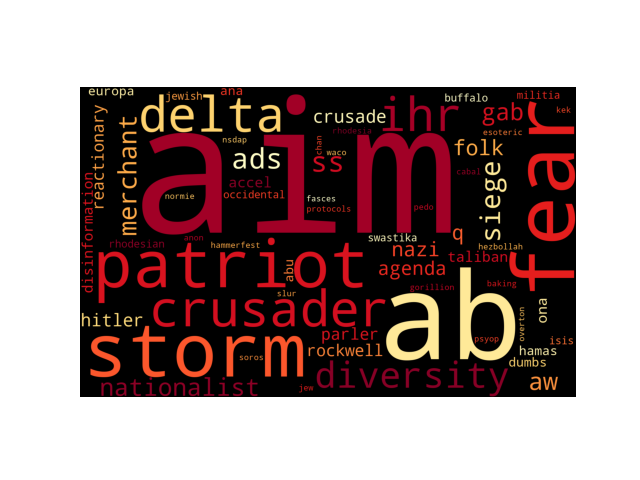 europa
jewish
ana
buffalo
militia
kek
delta
crusade
ihr
gab
esoteric
reactionary
merchant
nsdap
chan
rhodesia
aim
fear
ads
waco
ss
folk
siege
cabal
accel
occidental
normie
fasces
protocols
pedo
disinformation
rhodesian
anon
hammerfest
swastika
nazi
q
hezbollah
taliban
patriot
abu
agenda
gorillion
baking
slur
crusader
ab
ona
hitler
storm
soros
parler
rockwell
psyop
overton
isis
hamas
dumbs
nationalist
jew
diversity
aw